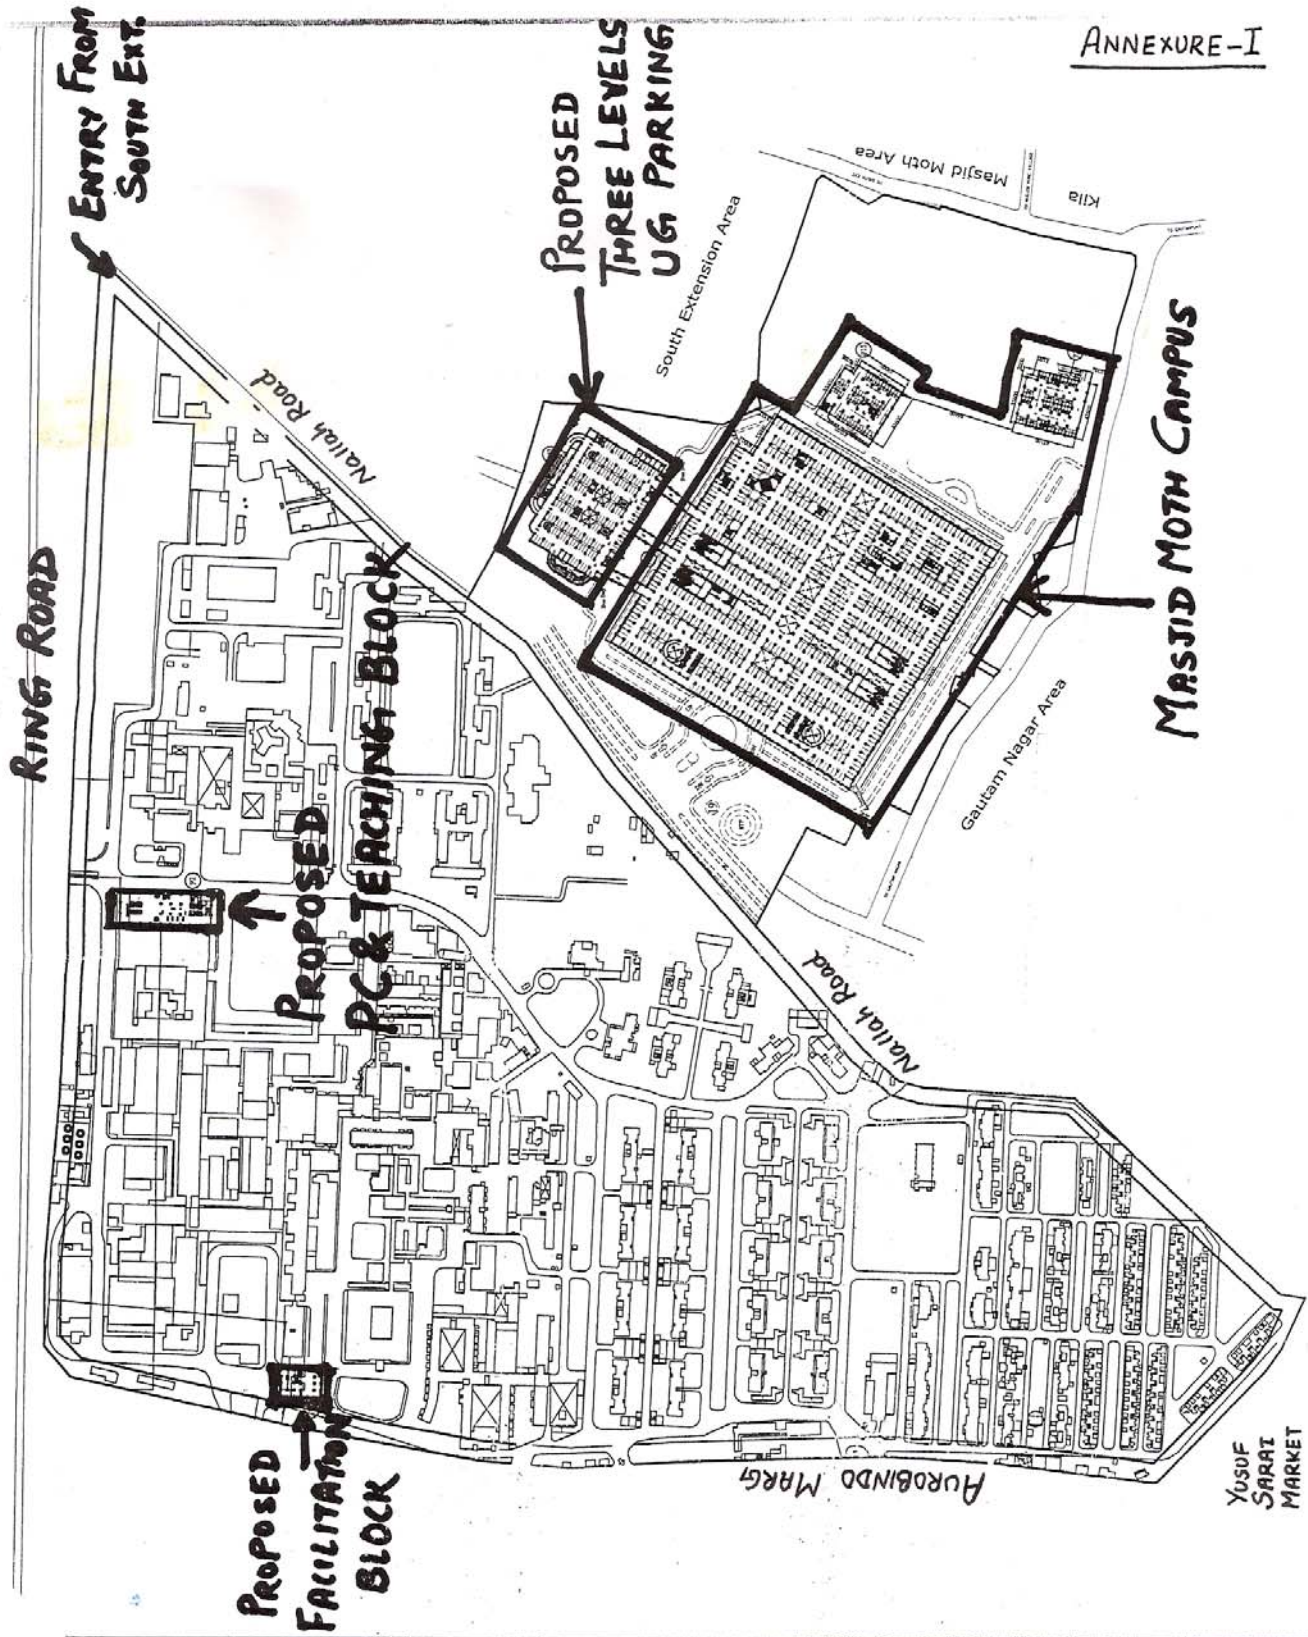 ANNEXURE-I
ENTRY FROM
SOUTH EXT.
RING ROAD
Nallah Road
PROPOSED
THREE LEVELS
UG PARKING
South Extension Area
Masjid Moth Area
Kila
MASJID MOTH CAMPUS
Gautam Nagar Area
PROPOSED
PC & TEACHING BLOCK
Nallah Road
PROPOSED
FACILITATION
BLOCK
AUROBINDO MARG
YUSUF
SARAI
MARKET